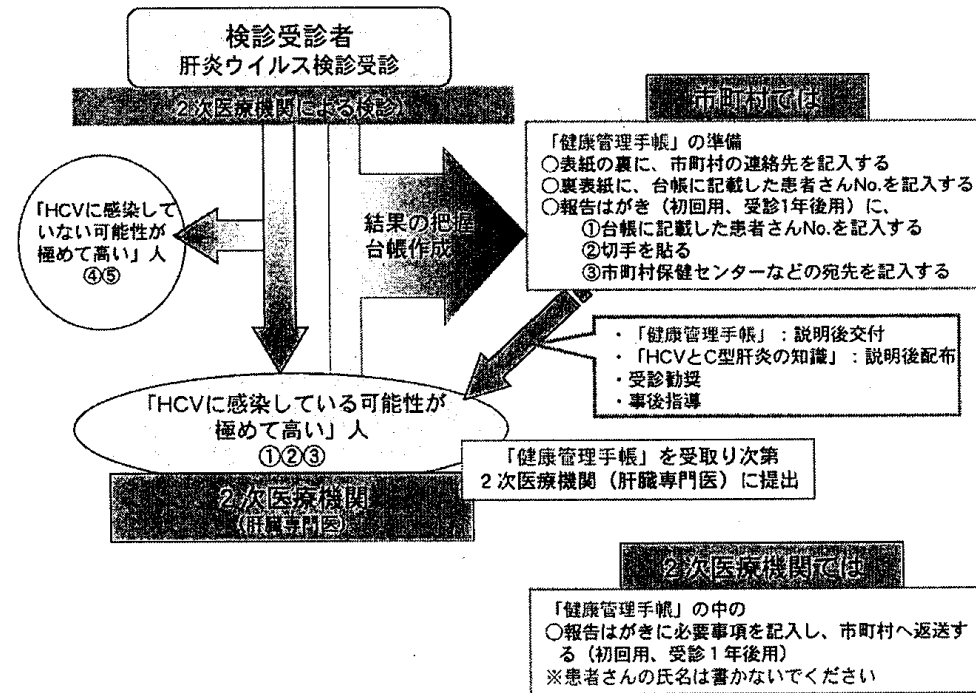 検診受診者
肝炎ウイルス検診受診
2次医療機関による検診）
市町村では
「健康管理手帳」の準備
○表紙の裏に、市町村の連絡先を記入する
○裏表紙に、台帳に記載した患者さんNo.を記入する
○報告はがき（初回用、受診1年後用）に、
①台帳に記載した患者さんNo.を記入する
②切手を貼る
③市町村保健センターなどの宛先を記入する
「HCVに感染して
いない可能性が
極めて高い」人
④⑤
結果の把握
台帳作成
・「健康管理手帳」：説明後交付
・「HCVとC型肝炎の知識」：説明後配布
・受診勧奨
・事後指導
「HCVに感染している可能性が
極めて高い」人
①②③
「健康管理手帳」を受取り次第
2次医療機関（肝臓専門医）に提出
2次医療機関
（肝臓専門医）
2次医療機関では
「健康管理手帳」の中の
○報告はがきに必要事項を記入し、市町村へ返送す
る（初回用、受診1年後用）
※患者さんの氏名は書かないでください